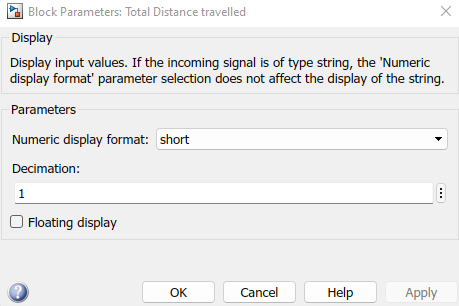 Block Parameters: Total Distance travelled
Display
Display input values. If the incoming signal is of type string, the 'Numeric
display format' parameter selection does not affect the display of the string.
Parameters
Numeric display format: short
Decimation:
1
Floating display
OK Cancel Help Apply